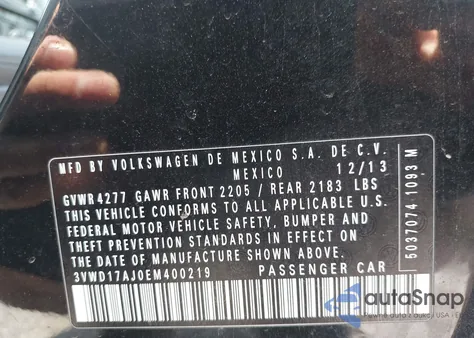 MFD BY VOLKSWAGEN DE MEXICO S.A. DE C.V.
MEXICO 12/13
GVWR 4277 GAWR FRONT 2205 / REAR 2183 LBS
THIS VEHICLE CONFORMS TO ALL APPLICABLE U.S.
FEDERAL MOTOR VEHICLE SAFETY, BUMPER AND
THEFT PREVENTION STANDARDS IN EFFECT ON
THE DATE OF MANUFACTURE SHOWN ABOVE.
3VWD17AJ0EM400219 PASSENGER CAR
5037074 1093 M
autoSnap